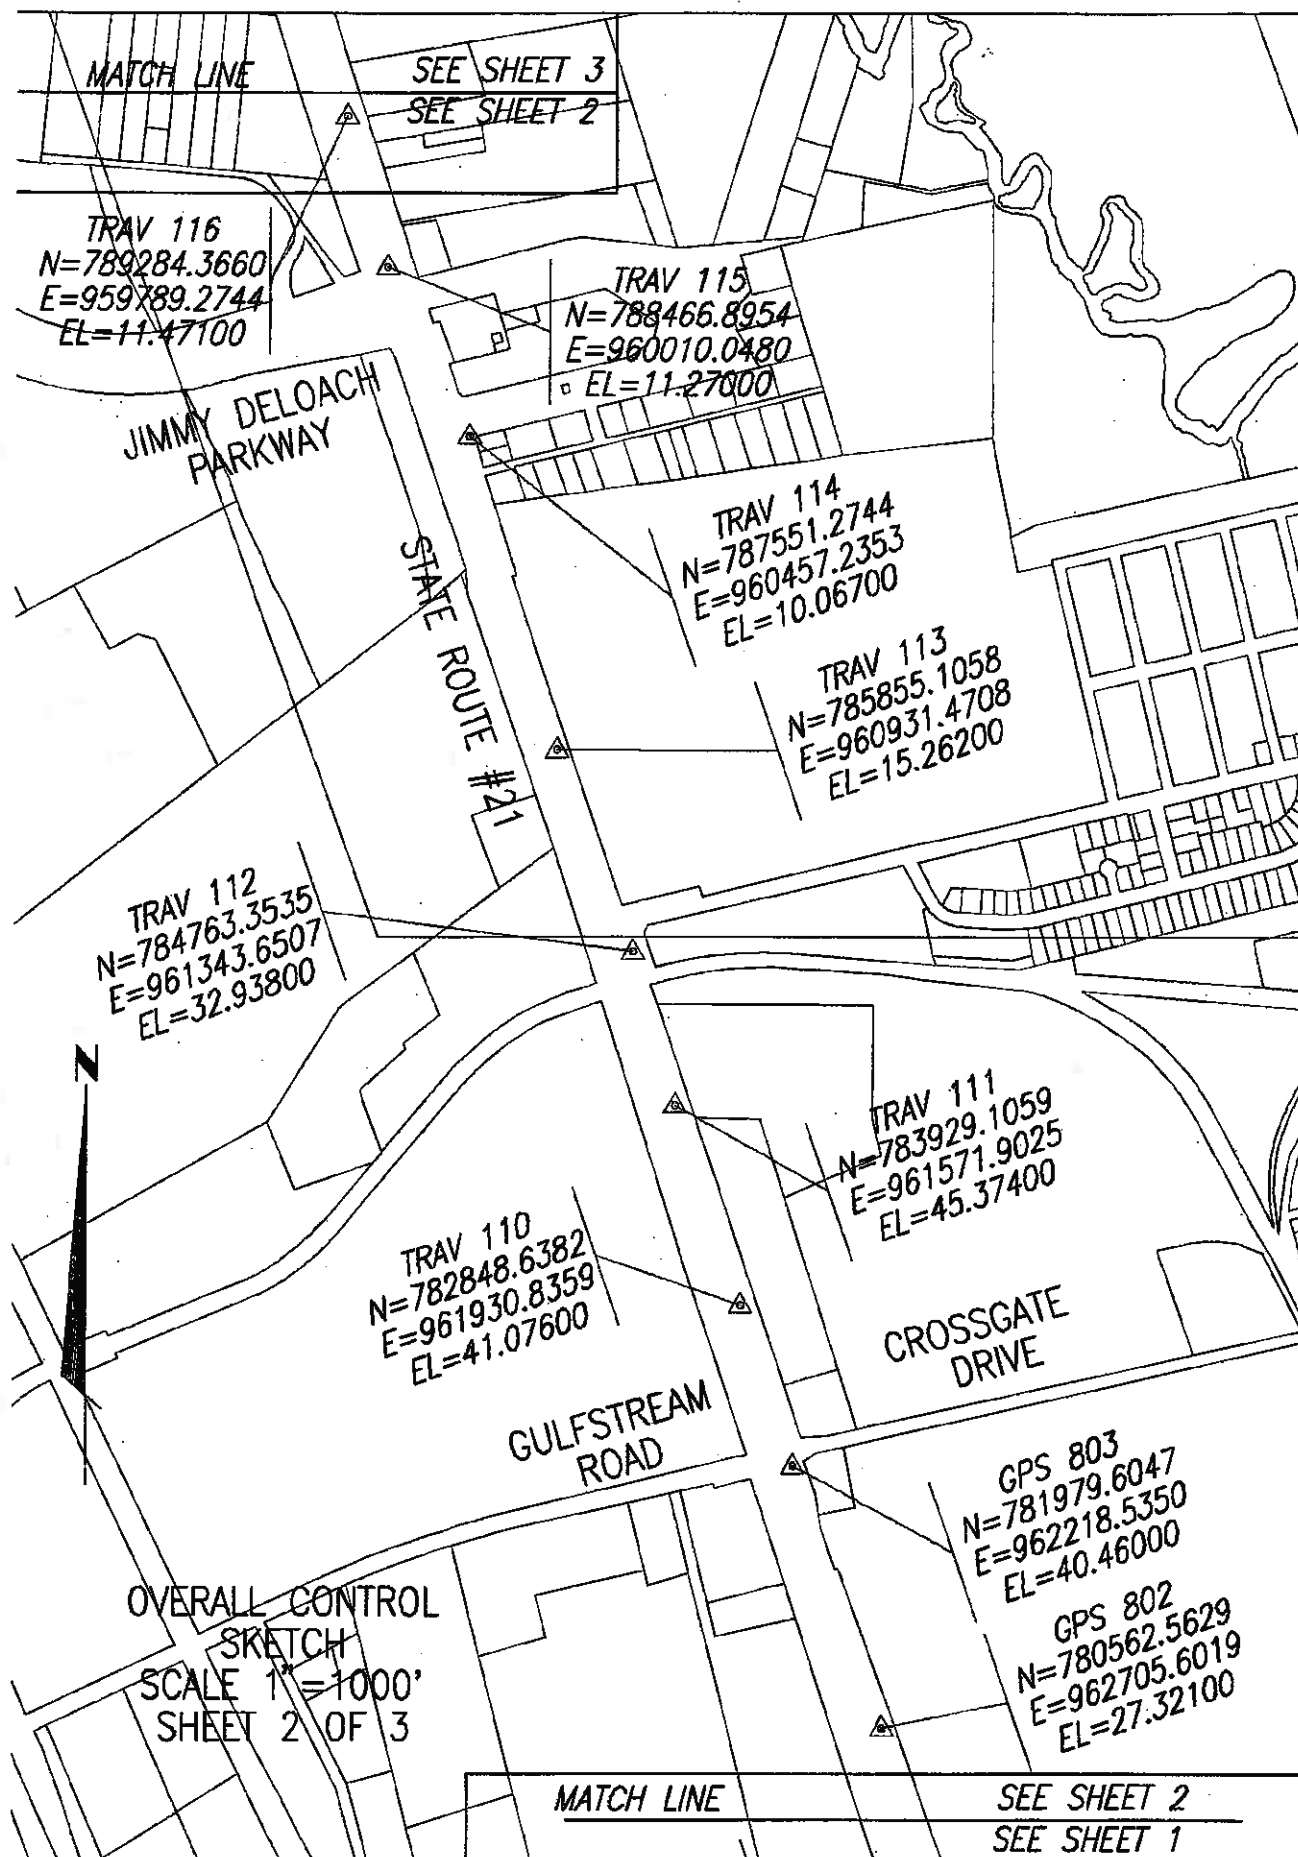 MATCH LINE SEE SHEET 3
SEE SHEET 2
TRAV 116
N=789284.3660
E=959789.2744
EL=11.47100
TRAV 115
N=788466.8954
E=960010.0480
EL=11.27000
JIMMY DELOACH
PARKWAY
TRAV 114
N=787551.2744
E=960457.2353
EL=10.06700
STATE ROUTE #21
TRAV 113
N=785855.1058
E=960931.4708
EL=15.26200
TRAV 112
N=784763.3535
E=961343.6507
EL=32.93800
N
TRAV 111
N=783929.1059
E=961571.9025
EL=45.37400
TRAV 110
N=782848.6382
E=961930.8359
EL=41.07600
CROSSGATE
DRIVE
GULFSTREAM
ROAD
GPS 803
N=781979.6047
E=962218.5350
EL=40.46000
GPS 802
N=780562.5629
E=962705.6019
EL=27.32100
OVERALL CONTROL
SKETCH
SCALE 1"=1000'
SHEET 2 OF 3
MATCH LINE SEE SHEET 2
SEE SHEET 1